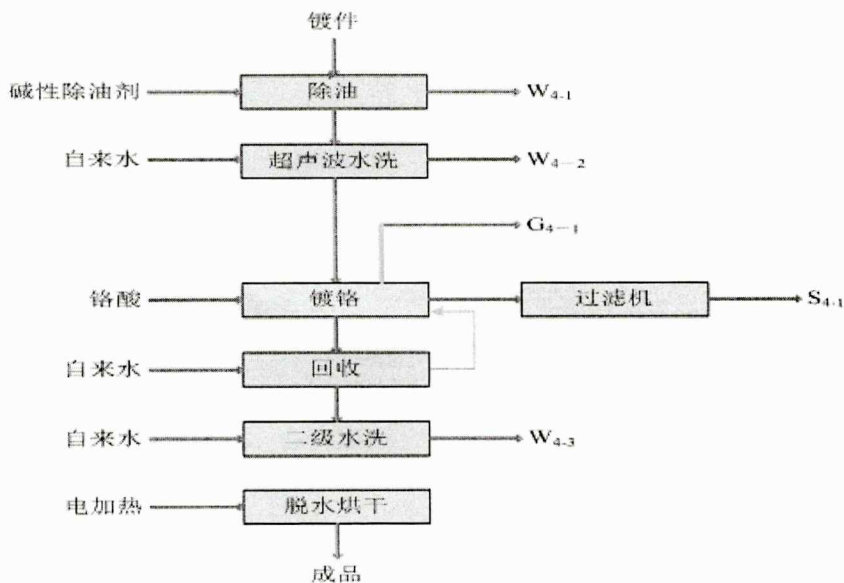 镀件
碱性除油剂 除油 W4-1
自来水 超声波水洗 W4-2
G4-1
铬酸 镀铬 过滤机 S4-1
自来水 回收
自来水 二级水洗 W4-3
电加热 脱水烘干
成品